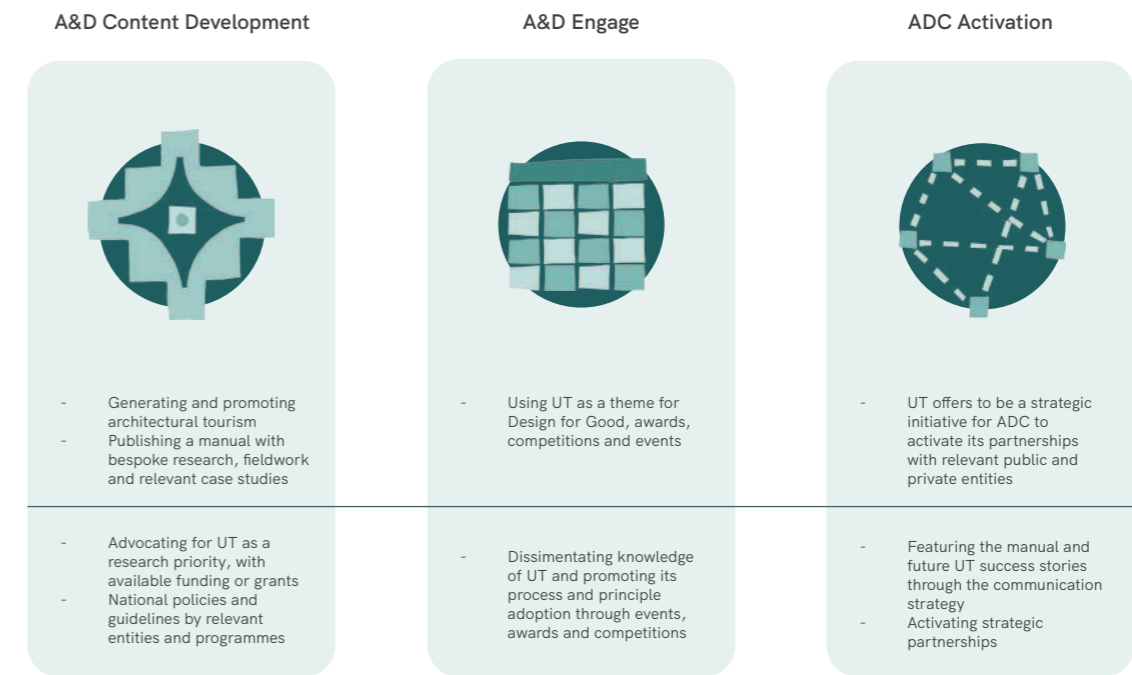 A&D Content Development
A&D Engage
ADC Activation
- Generating and promoting
architectural tourism
- Publishing a manual with
bespoke research, fieldwork
and relevant case studies
- Using UT as a theme for
Design for Good, awards,
competitions and events
- UT offers to be a strategic
initiative for ADC to
activate its partnerships
with relevant public and
private entities
- Advocating for UT as a
research priority, with
available funding or grants
- National policies and
guidelines by relevant
entities and programmes
- Dissimentating knowledge
of UT and promoting its
process and principle
adoption through events,
awards and competitions
- Featuring the manual and
future UT success stories
through the communication
strategy
- Activating strategic
partnerships